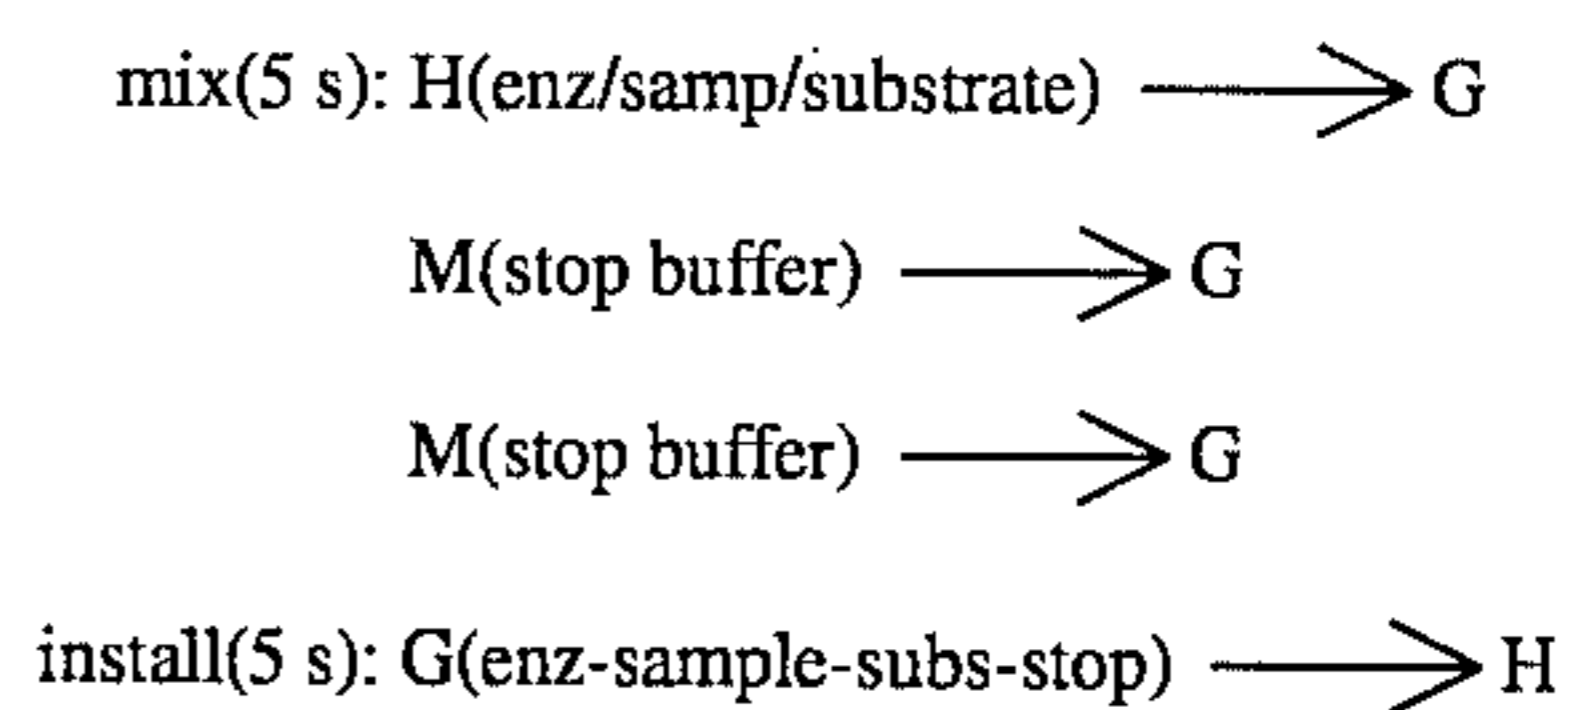 mix(5 s): H(enz/samp/substrate) ⟶ G
M(stop buffer) ⟶ G
M(stop buffer) ⟶ G
install(5 s): G(enz-sample-subs-stop) ⟶ H